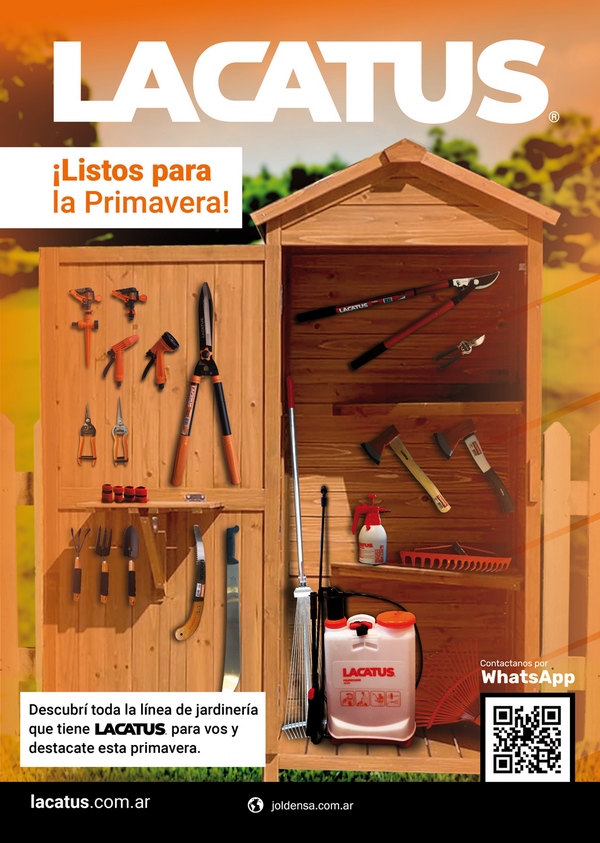 LACATUS®
¡Listos para
la Primavera!
LACATUS
LACATUS
LACATUS
Descubrí toda la línea de jardinería
que tiene LACATUS, para vos y
destacate esta primavera.
Contactanos por
WhatsApp
lacatus.com.ar
joldensa.com.ar